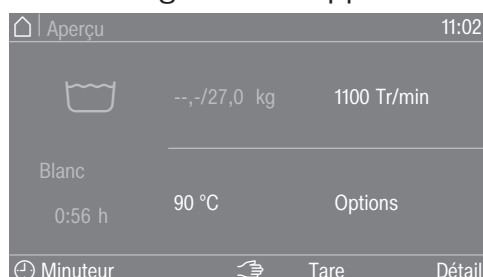 Aperçu 11:02
--,-/27,0 kg 1100 Tr/min
Blanc
90 °C Options
0:56 h
Minuteur Tare Détail